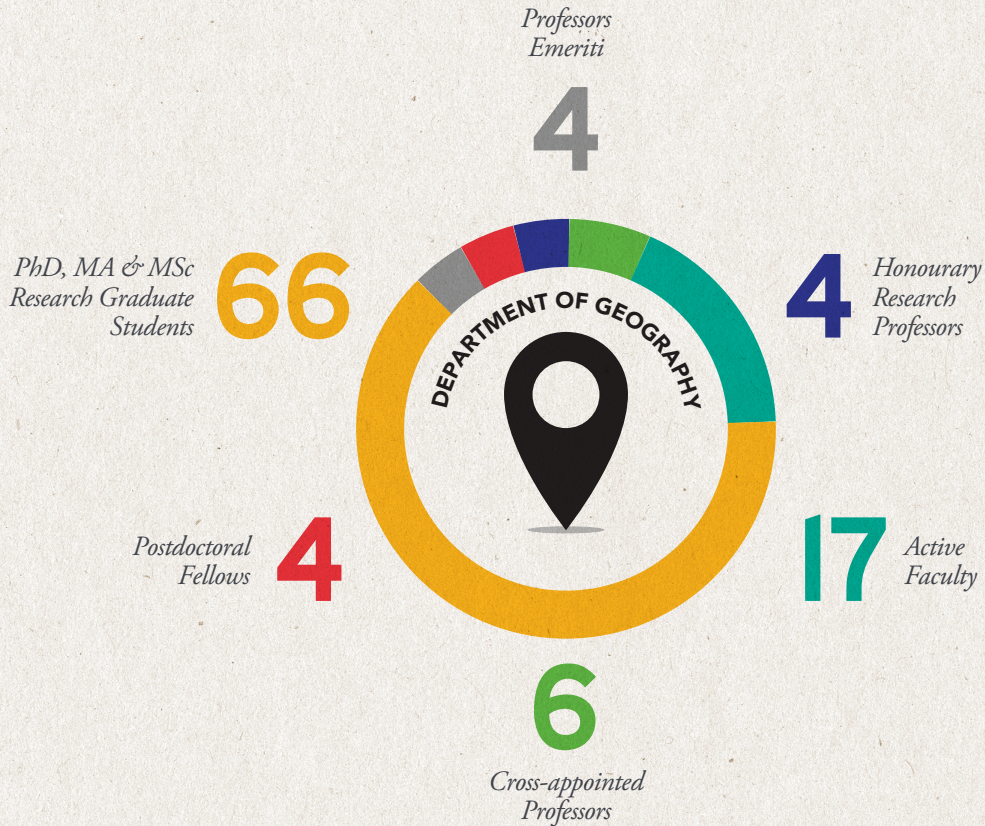 Professors
Emeriti
4
PhD, MA & MSc
Research Graduate
Students
66
4
Honourary
Research
Professors
DEPARTMENT OF GEOGRAPHY
Postdoctoral
Fellows
4
17
Active
Faculty
6
Cross-appointed
Professors